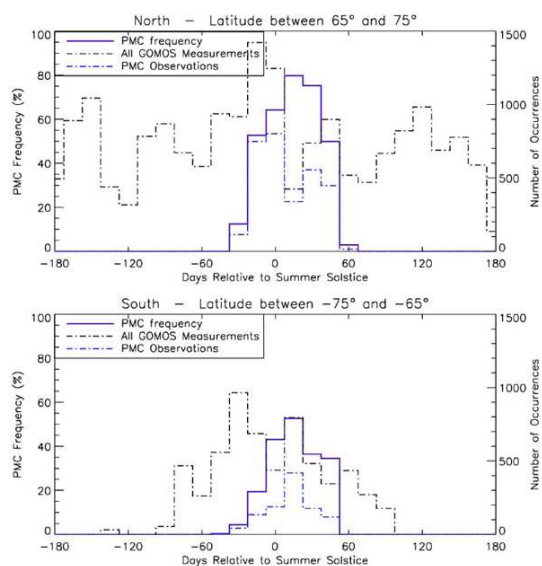 North − Latitude between 65° and 75°
PMC frequency
All GOMOS Measurements
PMC Observations
100
80
60
40
20
0
PMC Frequency (%)
1500
1000
500
0
Number of Occurrences
−180 −120 −60 0 60 120 180
Days Relative to Summer Solstice
South − Latitude between −75° and −65°
PMC frequency
All GOMOS Measurements
PMC Observations
100
80
60
40
20
0
PMC Frequency (%)
1500
1000
500
0
Number of Occurrences
−180 −120 −60 0 60 120 180
Days Relative to Summer Solstice